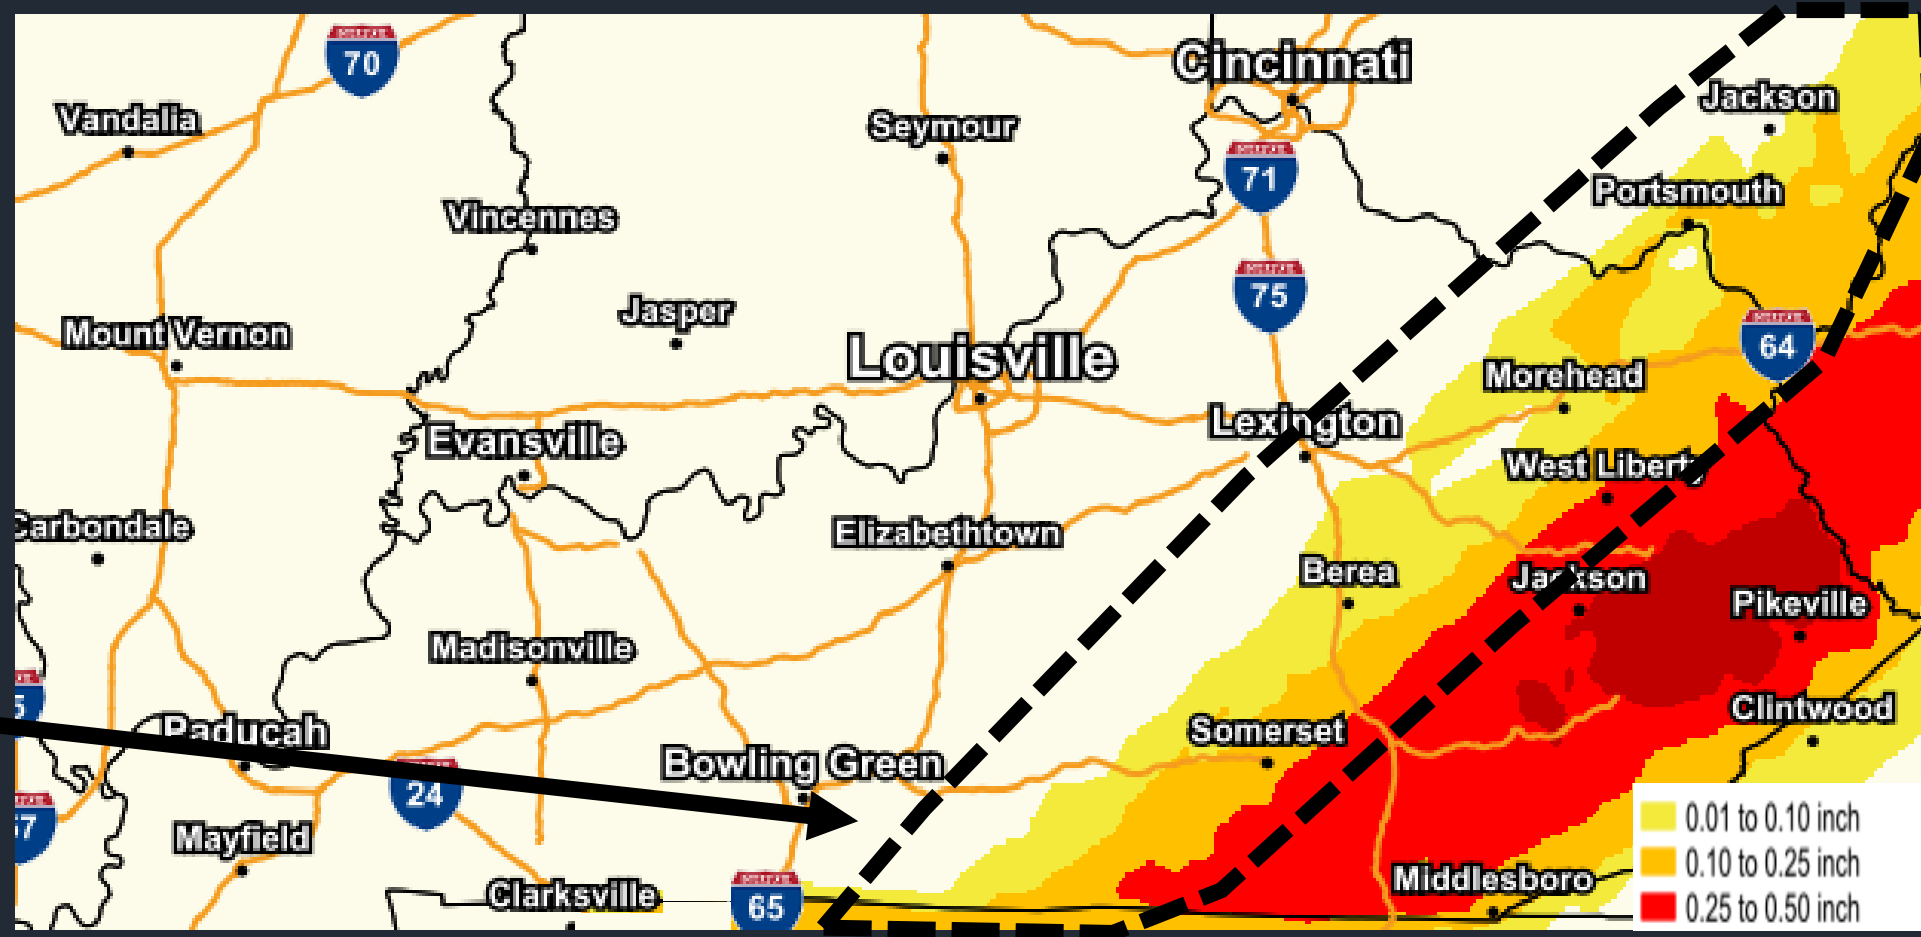 70
Cincinnati
Jackson
Vandalia
Seymour
71
Portsmouth
Vincennes
75
Jasper
Mount Vernon
Louisville
64
Morehead
Lexington
Evansville
West Liberty
Carbondale
Elizabethtown
Berea
Jackson
Pikeville
Madisonville
5
Clintwood
Paducah
Somerset
Bowling Green
24
57
Mayfield
0.01 to 0.10 inch
0.10 to 0.25 inch
Middlesboro
Clarksville
65
0.25 to 0.50 inch